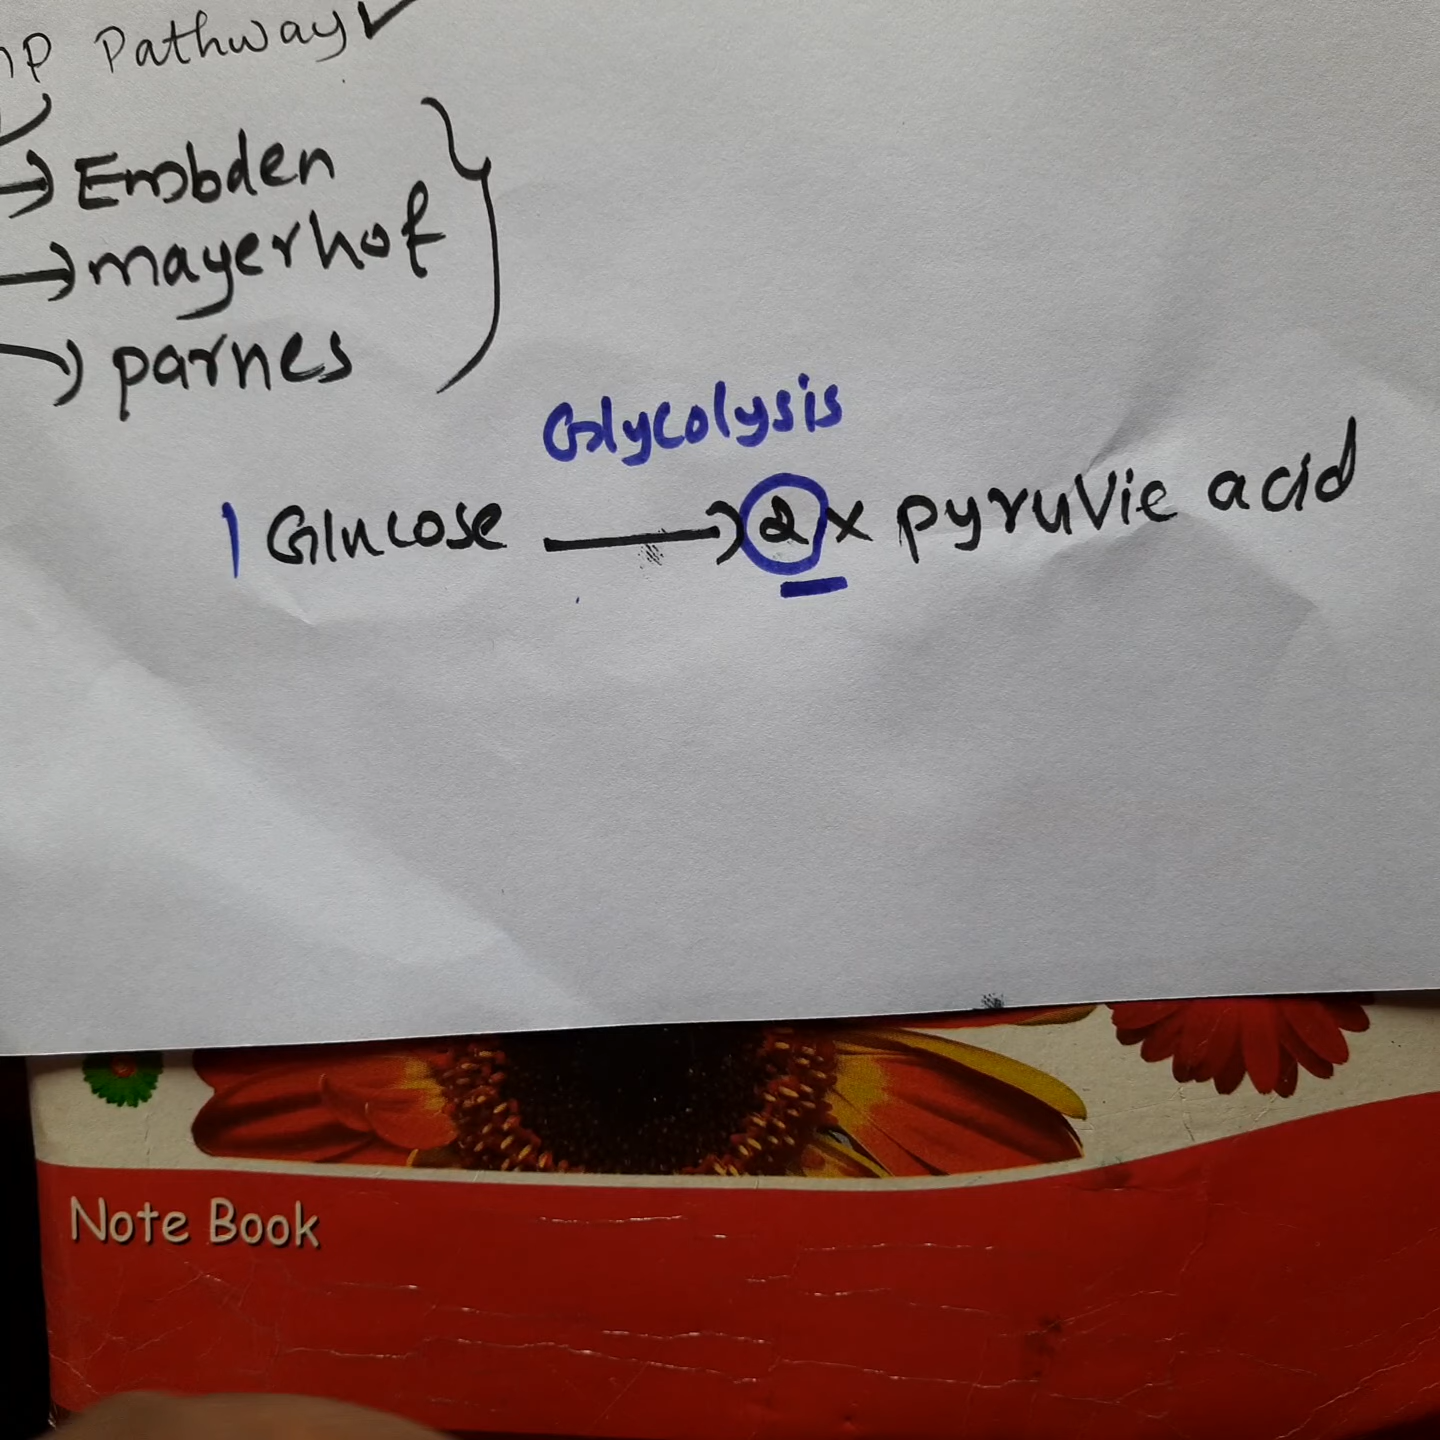 Pathway
→ Embden
→ mayerhof
→ parnes
Glycolysis
1 Glucose → 2 x pyruvic acid
Note Book